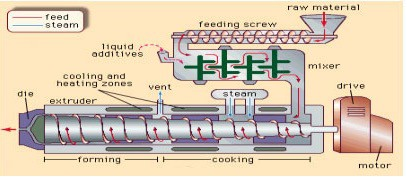 feed
steam
raw material
feeding screw
liquid
additives
mixer
cooling and
heating zones
vent
steam
drive
die
extruder
forming
cooking
motor